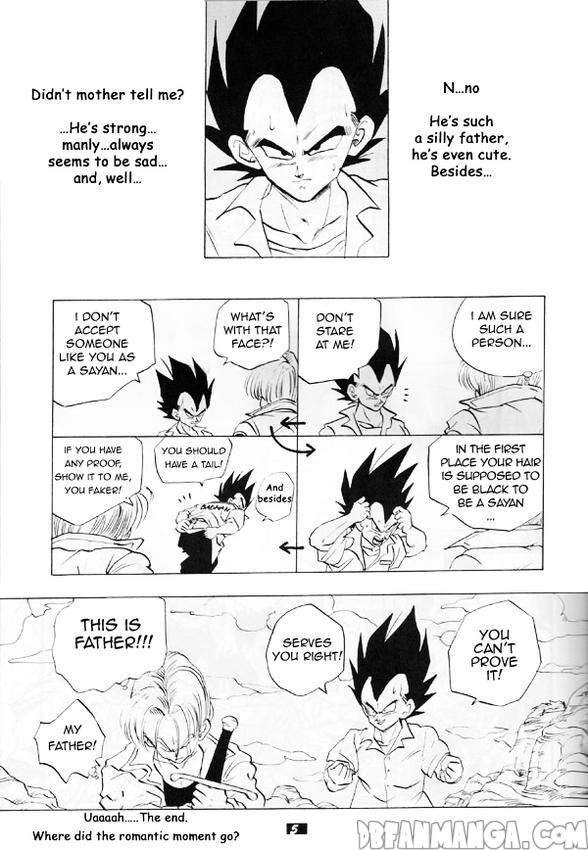 N...no
He's such
a silly father,
he's even cute.
Besides...
Didn't mother tell me?
...He's strong...
manly...always
seems to be sad...
and, well...
I AM SURE
SUCH A
PERSON...
DON'T
STARE
AT ME!
WHAT'S
WITH THAT
FACE?!
I DON'T
ACCEPT
SOMEONE
LIKE YOU AS
A SAYAN...
IN THE FIRST
PLACE YOUR HAIR
IS SUPPOSED TO
BE BLACK TO
BE A SAYAN
...
And
besides
YOU SHOULD
HAVE A TAIL!
IF YOU HAVE
ANY PROOF,
SHOW IT TO ME,
YOU FAKER!
YOU
CAN'T
PROVE
IT!
SERVES
YOU RIGHT!
THIS IS
FATHER!!!
MY
FATHER!
Uaaaah.....The end.
Where did the romantic moment go?
5
DBFANMANGA.COM